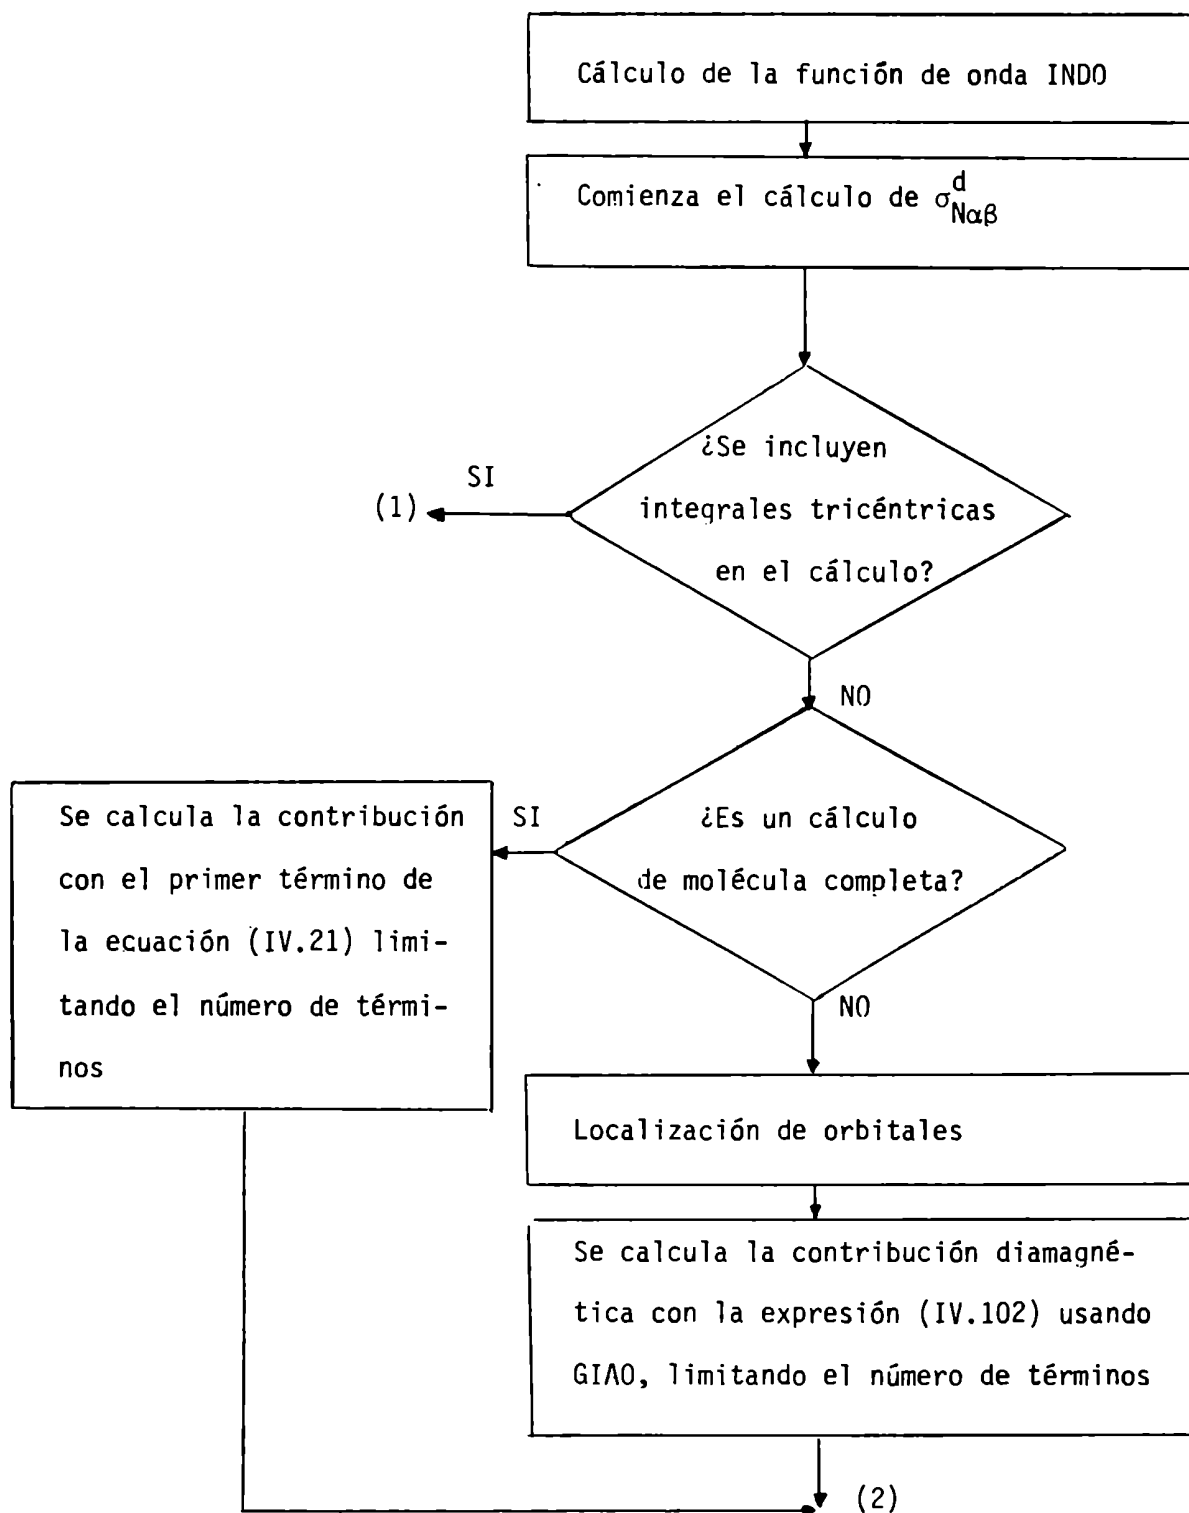 Cálculo de la función de onda INDO
Comienza el cálculo de σ^d_Nαβ
¿Se incluyen
integrales tricéntricas
en el cálculo?
SI
(1)
NO
¿Es un cálculo
de molécula completa?
SI
Se calcula la contribución
con el primer término de
la ecuación (IV.21) limi-
tando el número de térmi-
nos
NO
Localización de orbitales
Se calcula la contribución diamagné-
tica con la expresión (IV.102) usando
GIAO, limitando el número de términos
(2)